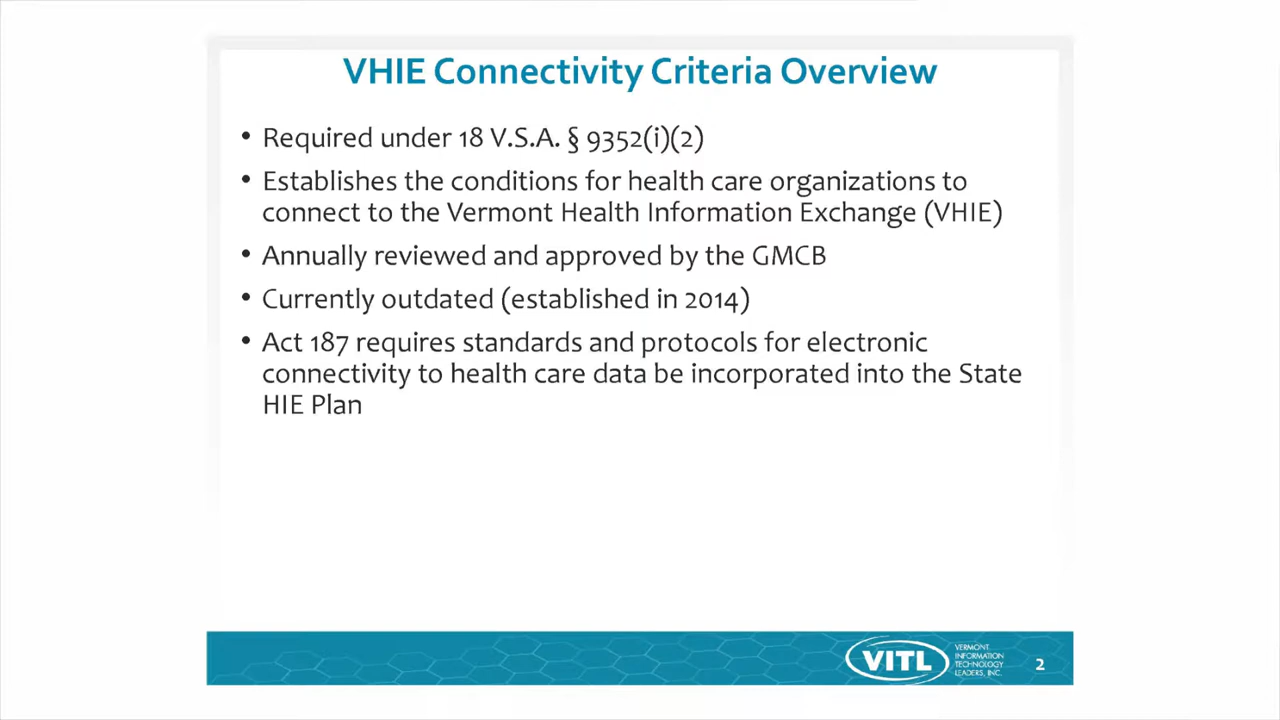 VHIE Connectivity Criteria Overview
• Required under 18 V.S.A. § 9352(i)(2)
• Establishes the conditions for health care organizations to
connect to the Vermont Health Information Exchange (VHIE)
• Annually reviewed and approved by the GMCB
• Currently outdated (established in 2014)
• Act 187 requires standards and protocols for electronic
connectivity to health care data be incorporated into the State
HIE Plan
VITL
VERMONT
INFORMATION
TECHNOLOGY
LEADERS, INC.
2